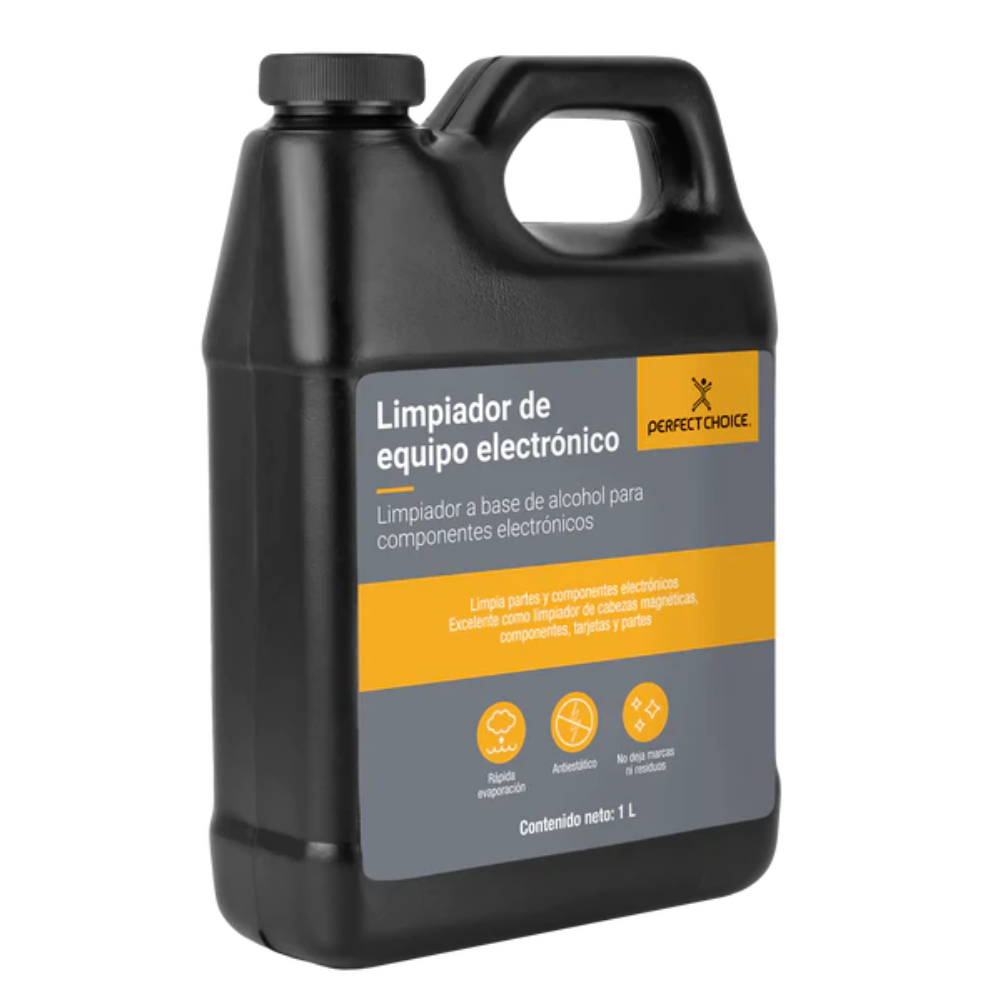 Limpiador de
equipo electrónico
PERFECT CHOICE.
Limpiador a base de alcohol para
componentes electrónicos
Limpia partes y componentes electrónicos
Excelente como limpiador de cabezas magnéticas,
componentes, tarjetas y partes
Rápida
evaporación
Antiestático
No deja marcas
ni residuos
Contenido neto: 1 L